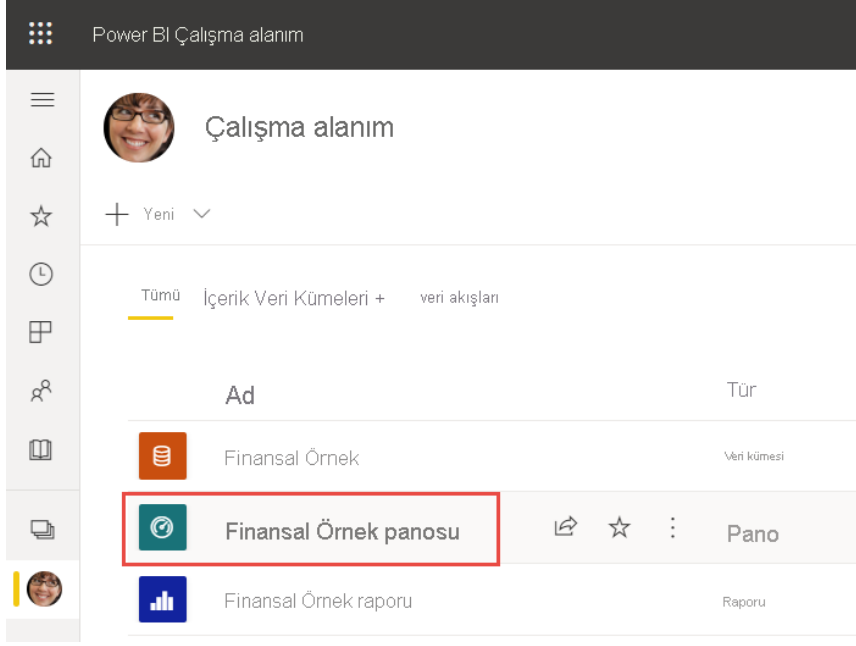 Power BI Çalışma alanım
Çalışma alanım
Yeni
Tümü İçerik Veri Kümeleri + veri akışları
Ad Tür
Finansal Örnek Veri kümesi
Finansal Örnek panosu Pano
Finansal Örnek raporu Raporu